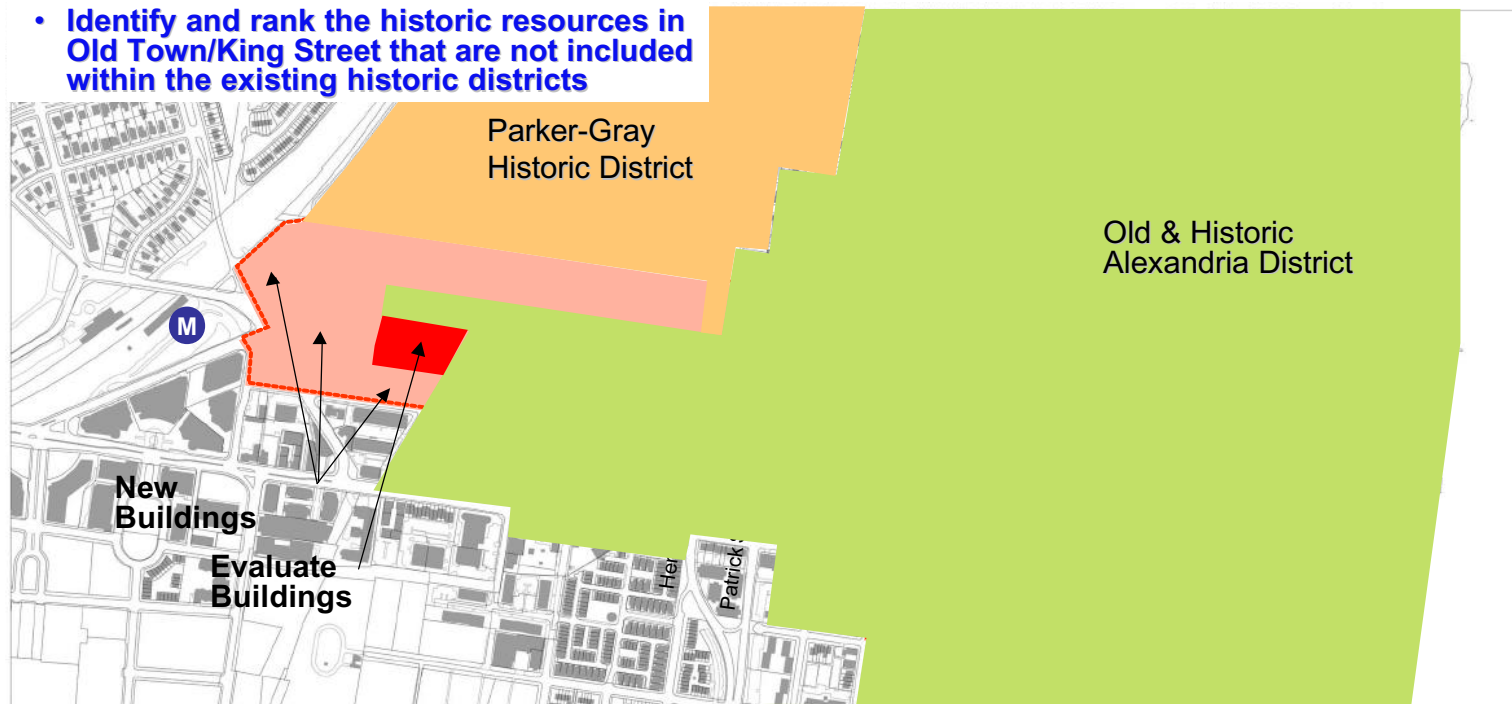 • Identify and rank the historic resources in
Old Town/King Street that are not included
within the existing historic districts
Parker-Gray
Historic District
Old & Historic
Alexandria District
M
New
Buildings
Evaluate
Buildings
Patrick